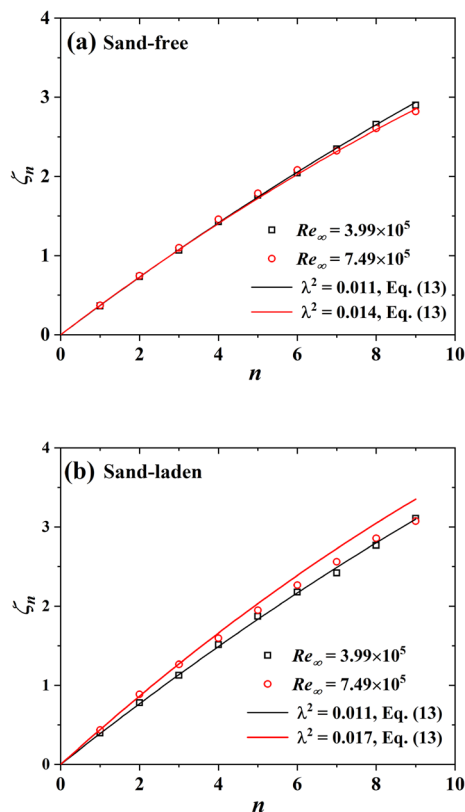 (a) Sand-free
4
3
2
1
0
ζn
Re∞ = 3.99×10⁵
Re∞ = 7.49×10⁵
λ² = 0.011, Eq. (13)
λ² = 0.014, Eq. (13)
0 2 4 6 8 10
n
(b) Sand-laden
4
3
2
1
0
ζn
Re∞ = 3.99×10⁵
Re∞ = 7.49×10⁵
λ² = 0.011, Eq. (13)
λ² = 0.017, Eq. (13)
0 2 4 6 8 10
n